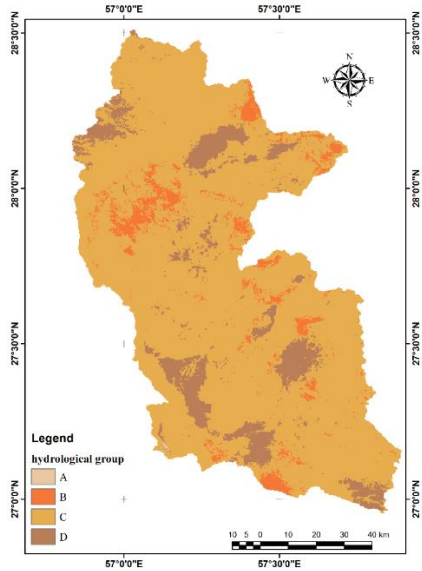 57°0'0"E 57°30'0"E
28°30'0"N 28°30'0"N
N
W E
S
28°0'0"N 28°0'0"N
27°30'0"N 27°30'0"N
Legend
hydrological group
A
B
C
D
27°0'0"N 27°0'0"N
10 5 0 10 20 30 40 km
57°0'0"E 57°30'0"E